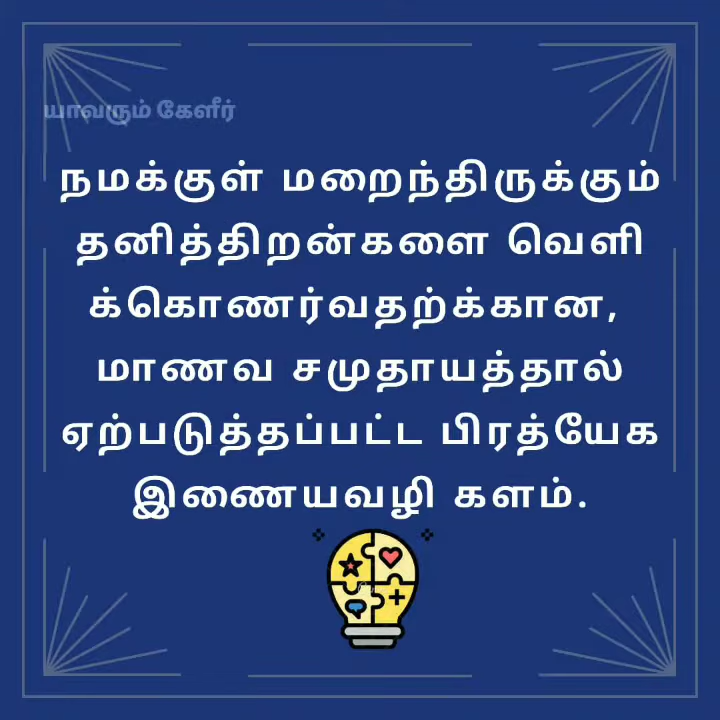 யாவரும் கேளீர்
நமக்குள் மறைந்திருக்கும்
தனித்திறன்களை வெளி
க்கொணர்வதற்க்கான,
மாணவ சமுதாயத்தால்
ஏற்படுத்தப்பட்ட பிரத்யேக
இணையவழி களம்.